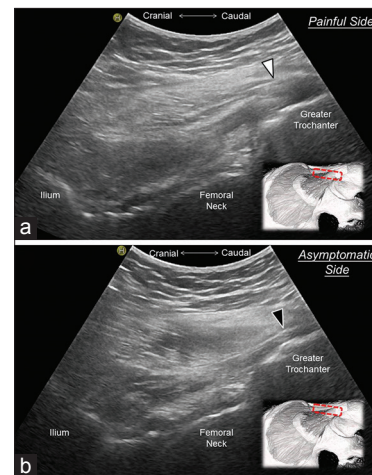 Cranial Caudal
Painful Side
Greater
Trochanter
Ilium
Femoral
Neck
a
Cranial Caudal
Asymptomatic
Side
Greater
Trochanter
Ilium
Femoral
Neck
b